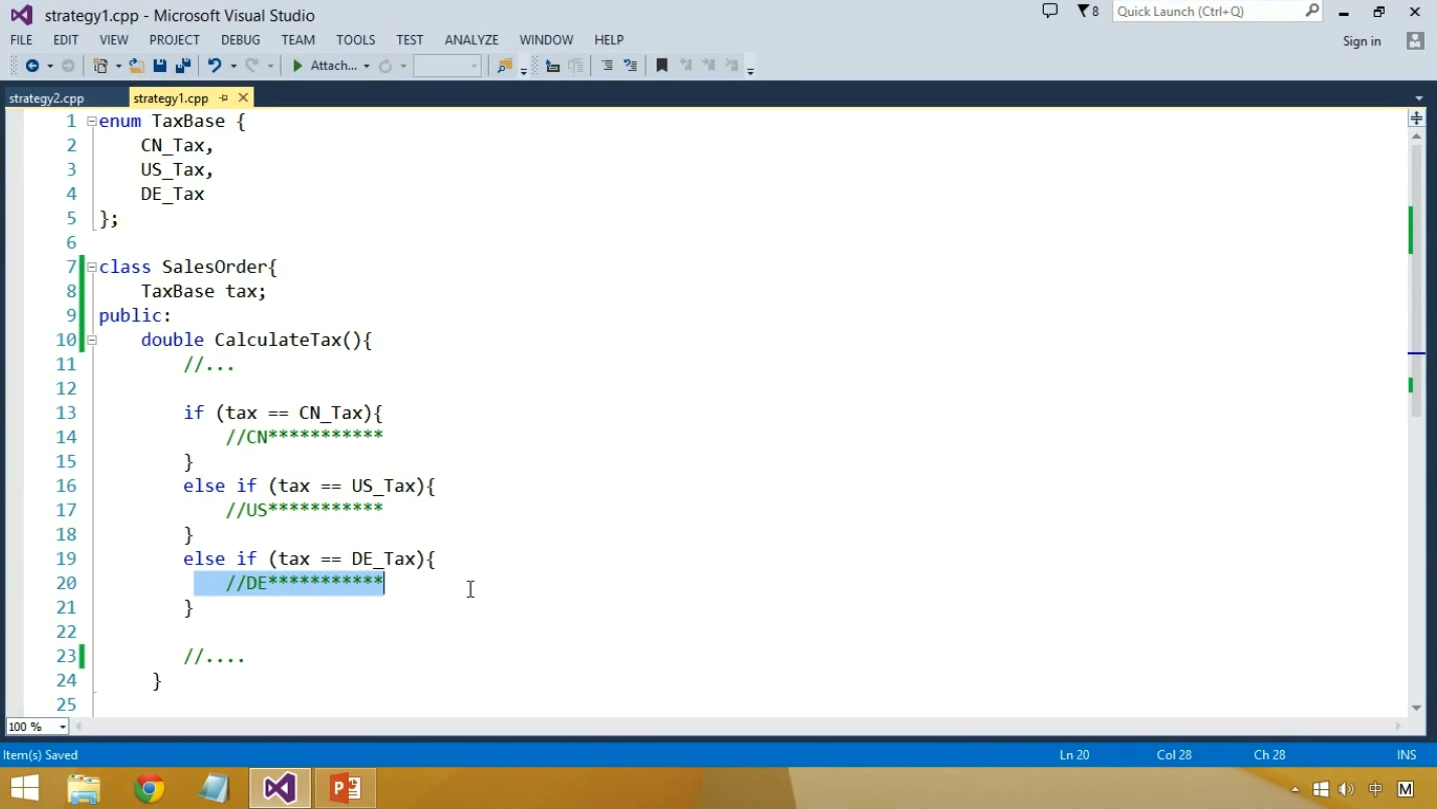 strategy1.cpp - Microsoft Visual Studio
8
Quick Launch (Ctrl+Q)
FILE EDIT VIEW PROJECT DEBUG TEAM TOOLS TEST ANALYZE WINDOW HELP
Sign in
Attach...
strategy2.cpp strategy1.cpp
1 enum TaxBase {
2 CN_Tax,
3 US_Tax,
4 DE_Tax
5 };
6
7 class SalesOrder{
8 TaxBase tax;
9 public:
10 double CalculateTax(){
11 //...
12
13 if (tax == CN_Tax){
14 //CN***********
15 }
16 else if (tax == US_Tax){
17 //US***********
18 }
19 else if (tax == DE_Tax){
20 //DE***********
21 }
22
23 //....
24 }
25
100 %
Item(s) Saved Ln 20 Col 28 Ch 28 INS
中 M